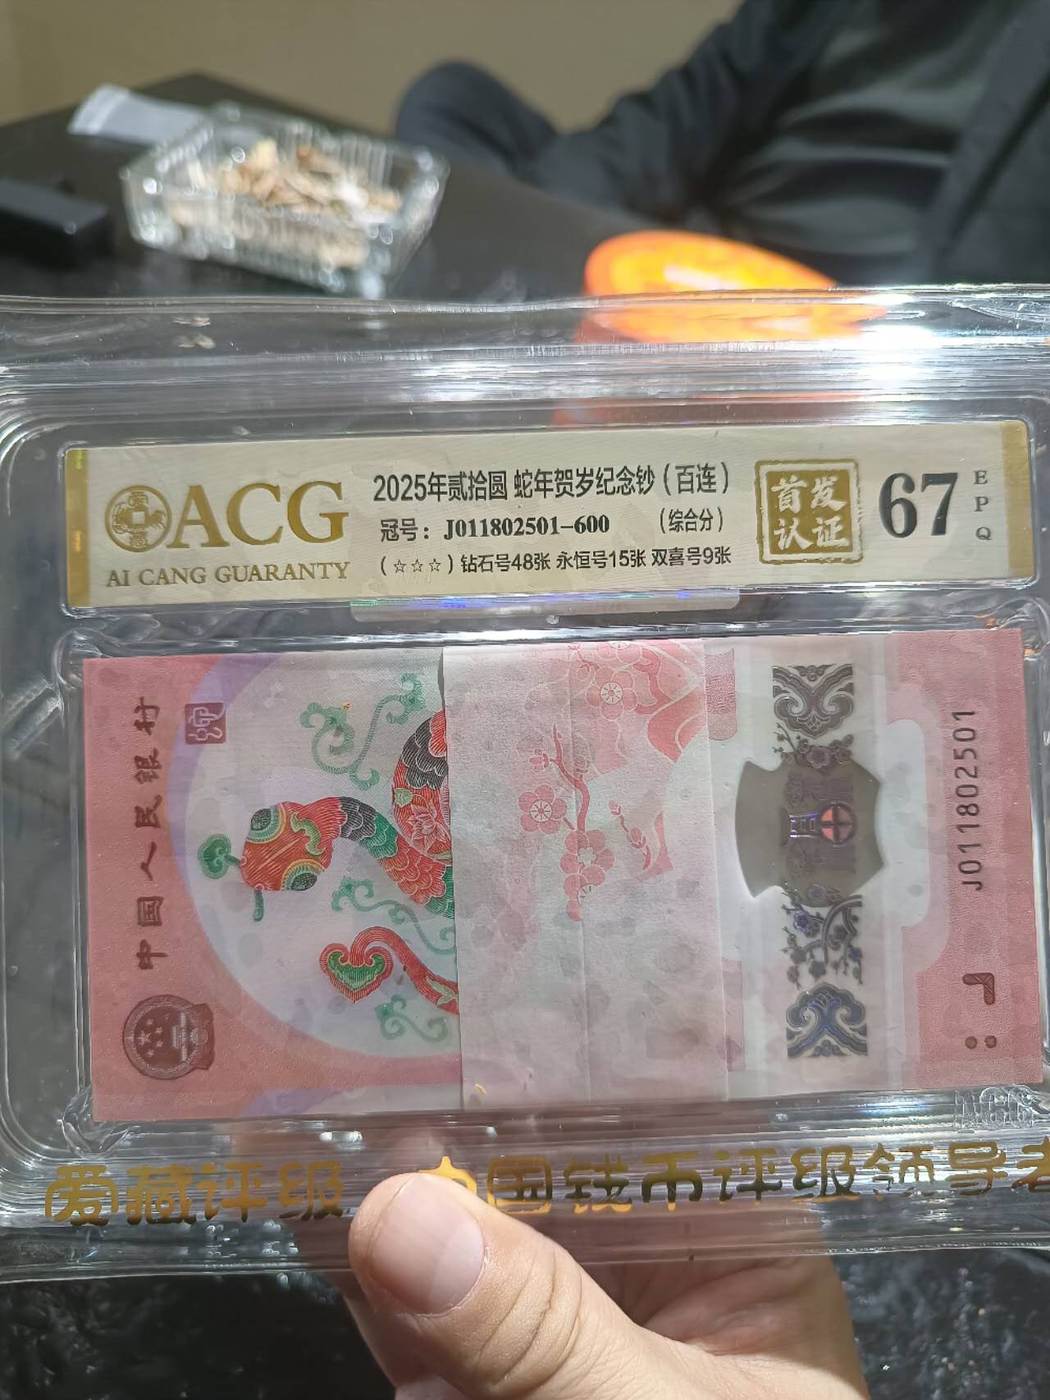 ACG
AI CANG GUARANTY
2025年贰拾圆 蛇年贺岁纪念钞(百连)
冠号: J011802501-600 (综合分)
(☆☆☆) 钻石号48张 永恒号15张 双喜号9张
首发
认证
67
EPQ
中国人民银行
J011802501
爱藏评级 中国钱币评级领导者